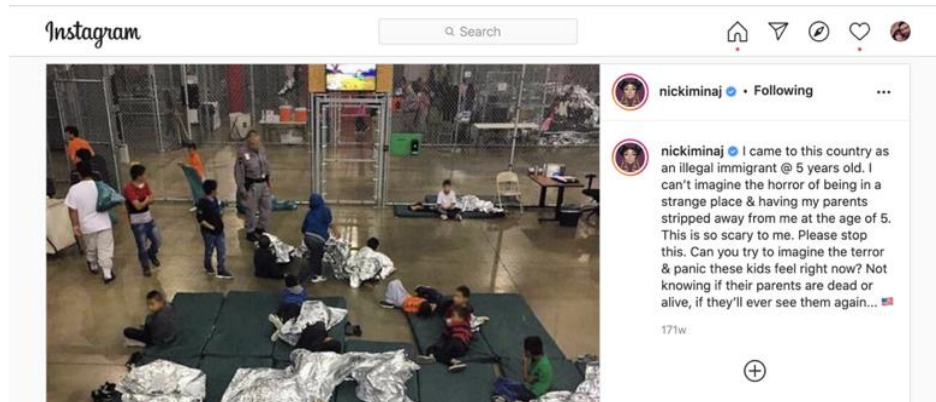 Instagram
Search
nickiminaj • Following
nickiminaj I came to this country as
an illegal immigrant @ 5 years old. I
can't imagine the horror of being in a
strange place & having my parents
stripped away from me at the age of 5.
This is so scary to me. Please stop
this. Can you try to imagine the terror
& panic these kids feel right now? Not
knowing if their parents are dead or
alive, if they'll ever see them again... 🇺🇸
171w